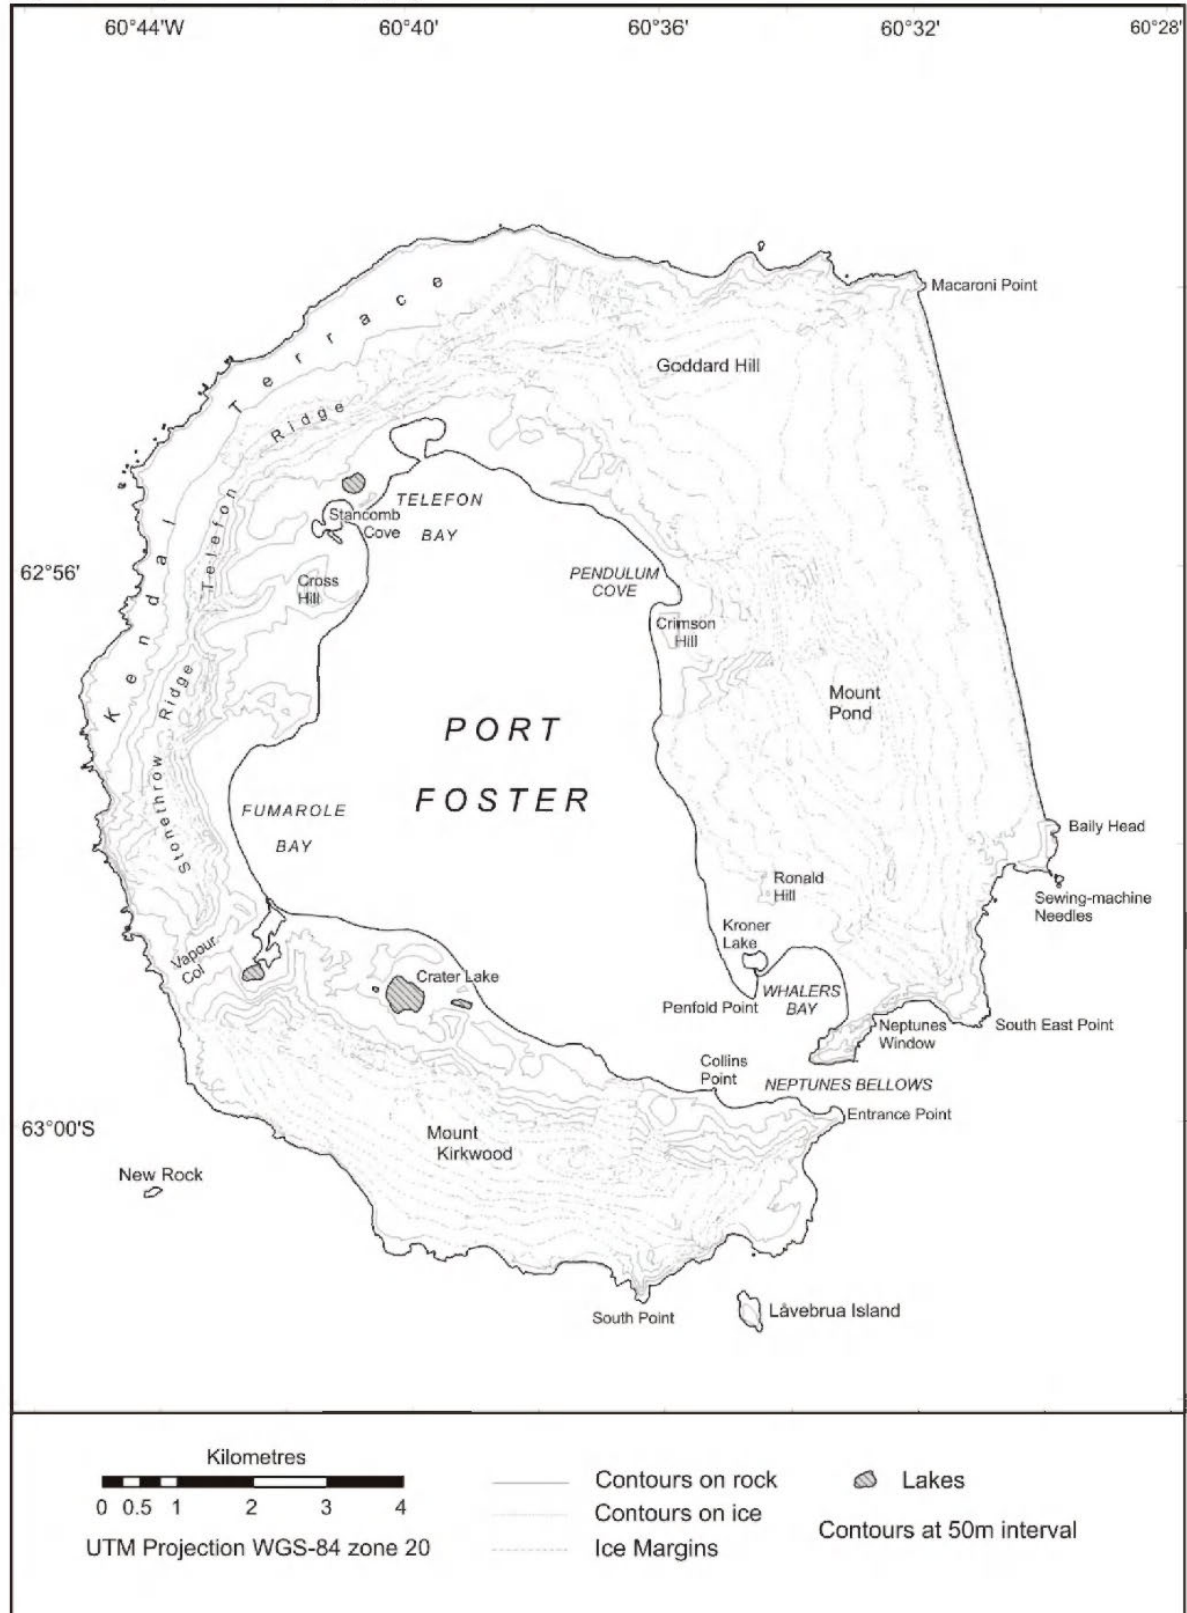 60°44'W 60°40' 60°36' 60°32' 60°28'
Macaroni Point
Kendal Terrace
Goddard Hill
Telefon Ridge
TELEFON
BAY
Stancomb
Cove
62°56'
PENDULUM
COVE
Cross
Hill
Crimson
Hill
Stonethrow Ridge
Mount
Pond
PORT
FOSTER
FUMAROLE
BAY
Baily Head
Ronald
Hill
Sewing-machine
Needles
Kroner
Lake
Vapour
Col
Crater Lake
WHALERS
BAY
Penfold Point
Neptunes
Window
South East Point
Collins
Point
NEPTUNES BELLOWS
Entrance Point
63°00'S
Mount
Kirkwood
New Rock
South Point
Låvebrua Island
Kilometres
0 0.5 1 2 3 4
UTM Projection WGS-84 zone 20
Contours on rock
Contours on ice
Ice Margins
Lakes
Contours at 50m interval